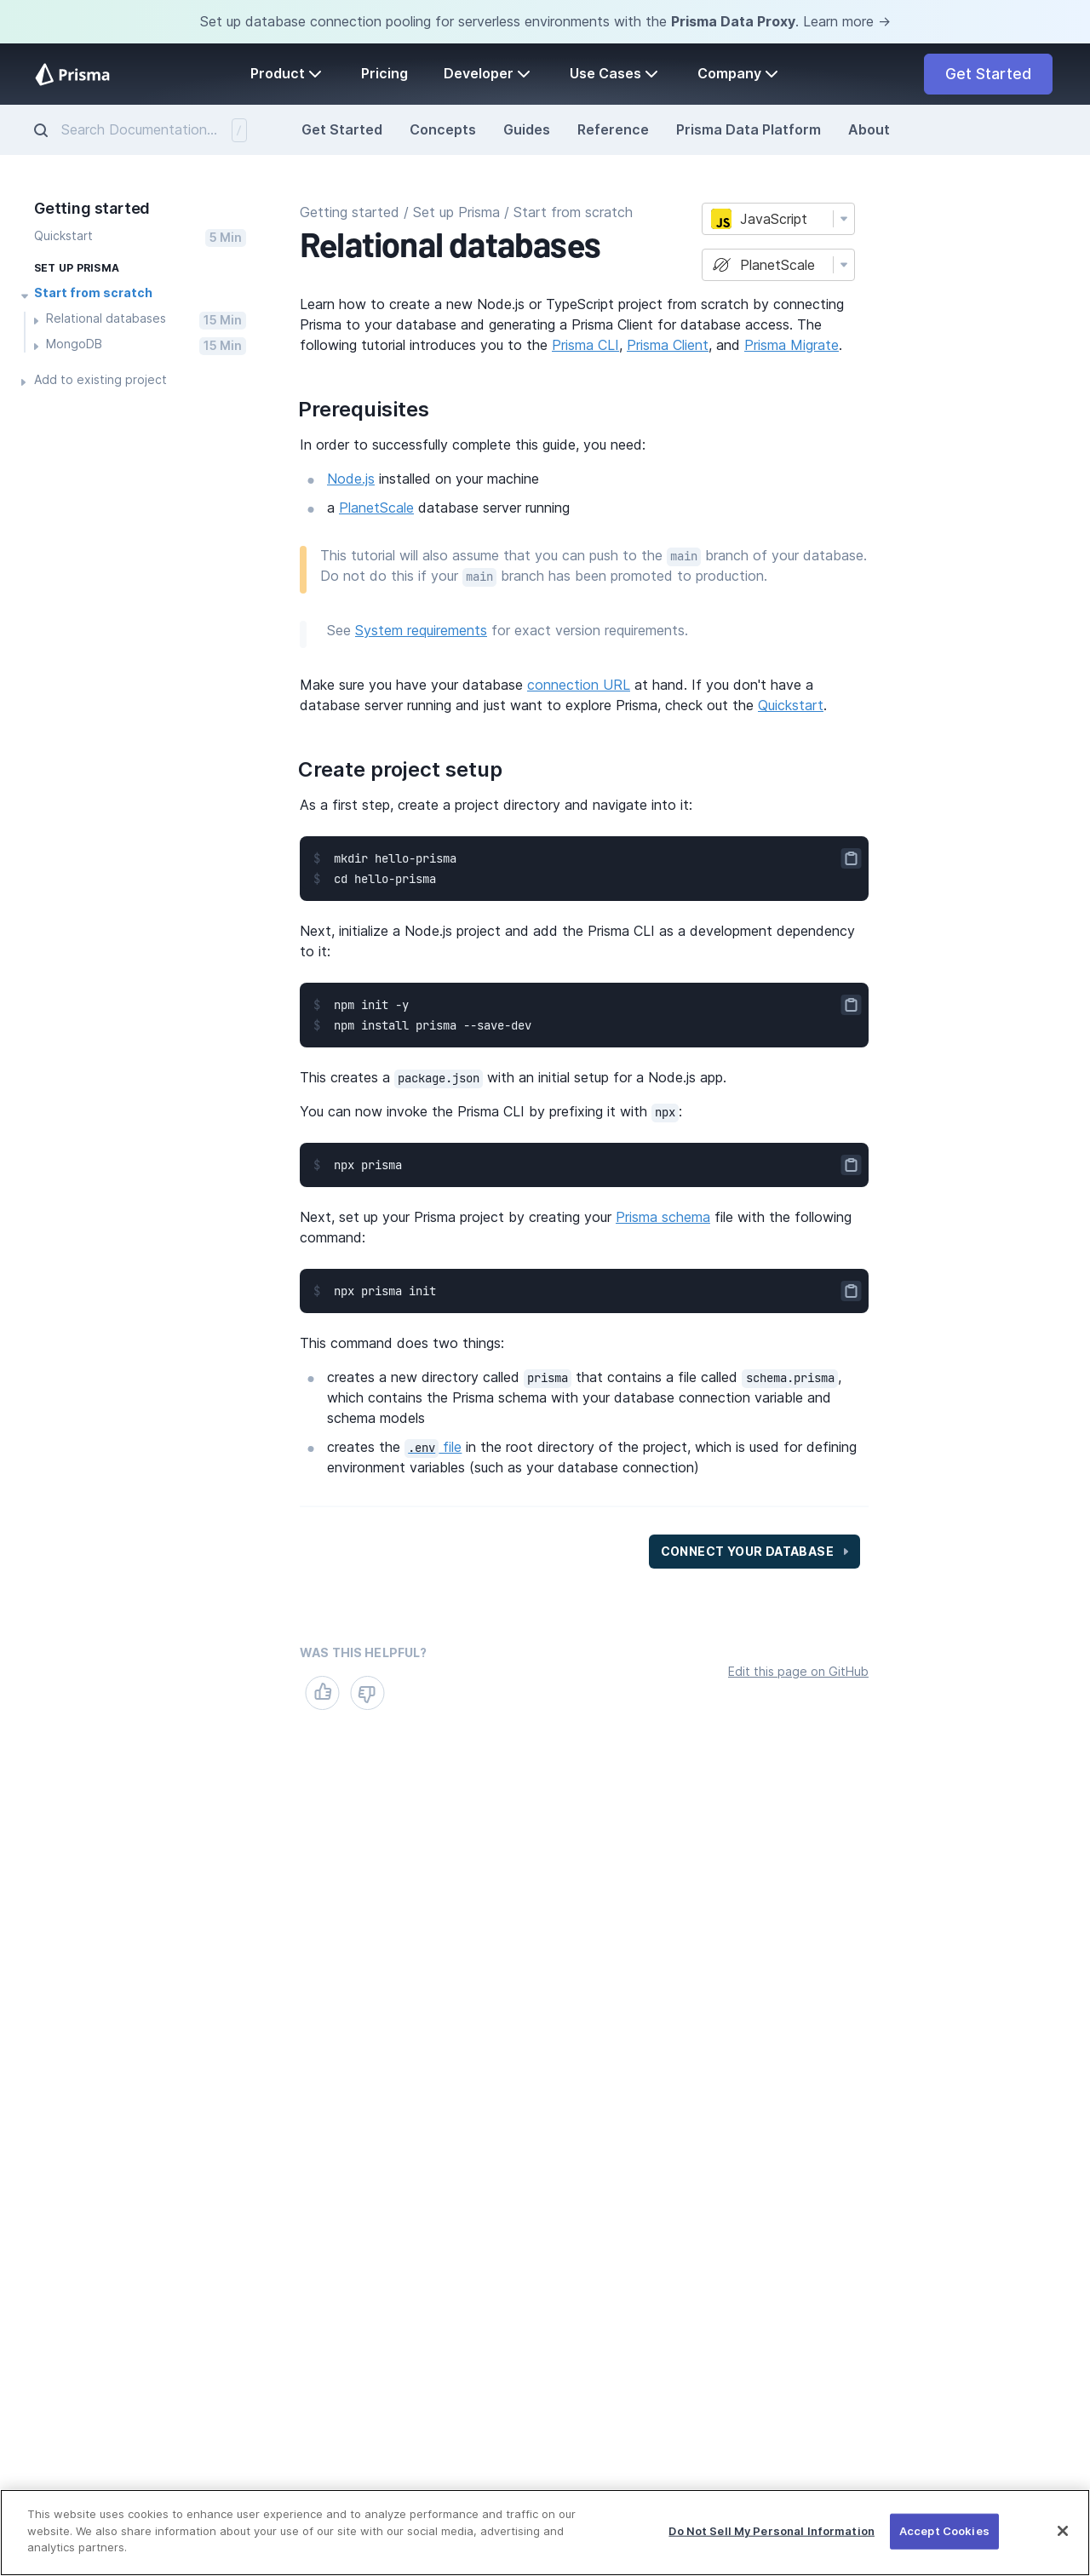 Set up database connection pooling for serverless environments with the Prisma Data Proxy. Learn more →
Prisma
Product
Pricing
Developer
Use Cases
Company
Get Started
Search Documentation...
/
Get Started
Concepts
Guides
Reference
Prisma Data Platform
About
Getting started
Quickstart
5 Min
SET UP PRISMA
Start from scratch
Relational databases
15 Min
MongoDB
15 Min
Add to existing project
Getting started / Set up Prisma / Start from scratch
Relational databases
JS JavaScript
PlanetScale
Learn how to create a new Node.js or TypeScript project from scratch by connecting
Prisma to your database and generating a Prisma Client for database access. The
following tutorial introduces you to the Prisma CLI, Prisma Client, and Prisma Migrate.
Prerequisites
In order to successfully complete this guide, you need:
Node.js installed on your machine
a PlanetScale database server running
This tutorial will also assume that you can push to the main branch of your database.
Do not do this if your main branch has been promoted to production.
See System requirements for exact version requirements.
Make sure you have your database connection URL at hand. If you don't have a
database server running and just want to explore Prisma, check out the Quickstart.
Create project setup
As a first step, create a project directory and navigate into it:
$ mkdir hello-prisma
$ cd hello-prisma
Next, initialize a Node.js project and add the Prisma CLI as a development dependency
to it:
$ npm init -y
$ npm install prisma --save-dev
This creates a package.json with an initial setup for a Node.js app.
You can now invoke the Prisma CLI by prefixing it with npx:
$ npx prisma
Next, set up your Prisma project by creating your Prisma schema file with the following
command:
$ npx prisma init
This command does two things:
creates a new directory called prisma that contains a file called schema.prisma,
which contains the Prisma schema with your database connection variable and
schema models
creates the .env file in the root directory of the project, which is used for defining
environment variables (such as your database connection)
CONNECT YOUR DATABASE
WAS THIS HELPFUL?
Edit this page on GitHub
This website uses cookies to enhance user experience and to analyze performance and traffic on our
website. We also share information about your use of our site with our social media, advertising and
analytics partners.
Do Not Sell My Personal Information
Accept Cookies